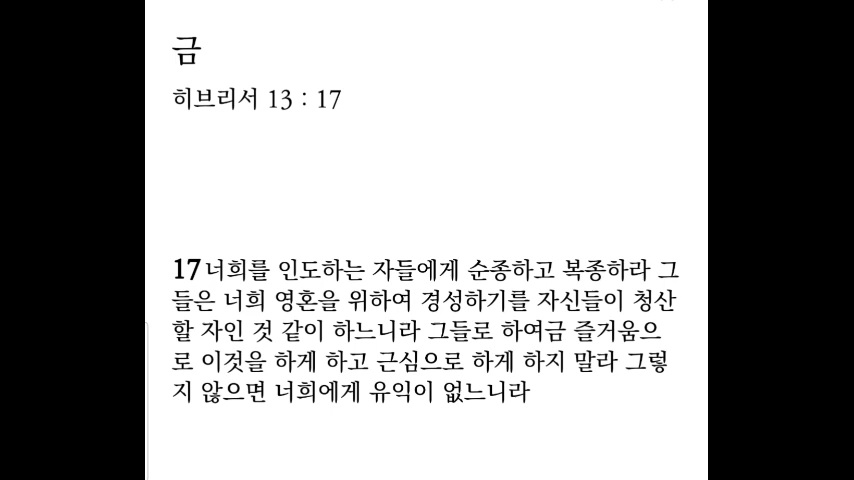 금
히브리서 13 : 17
17 너희를 인도하는 자들에게 순종하고 복종하라 그
들은 너희 영혼을 위하여 경성하기를 자신들이 청산
할 자인 것 같이 하느니라 그들로 하여금 즐거움으
로 이것을 하게 하고 근심으로 하게 하지 말라 그렇
지 않으면 너희에게 유익이 없느니라